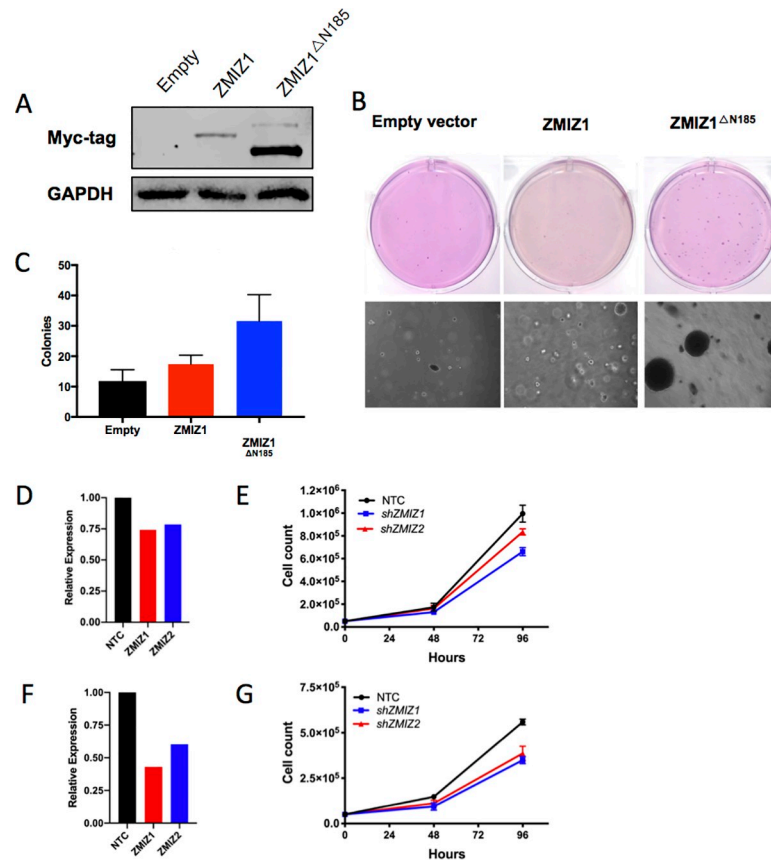 Empty
ZMIZ1
ZMIZ1△N185
A
Myc-tag
GAPDH
B
Empty vector
ZMIZ1
ZMIZ1△N185
C
Colonies
50
40
30
20
10
0
Empty
ZMIZ1
ZMIZ1
ΔN185
D
Relative Expression
1.00
0.75
0.50
0.25
0.00
NTC
ZMIZ1
ZMIZ2
E
Cell count
1.2×10⁶
1.0×10⁶
8.0×10⁵
6.0×10⁵
4.0×10⁵
2.0×10⁵
0.0
NTC
shZMIZ1
shZMIZ2
0 24 48 72 96
Hours
F
Relative Expression
1.00
0.75
0.50
0.25
0.00
NTC
ZMIZ1
ZMIZ2
G
Cell count
7.5×10⁵
5.0×10⁵
2.5×10⁵
0.0
NTC
shZMIZ1
shZMIZ2
0 24 48 72 96
Hours